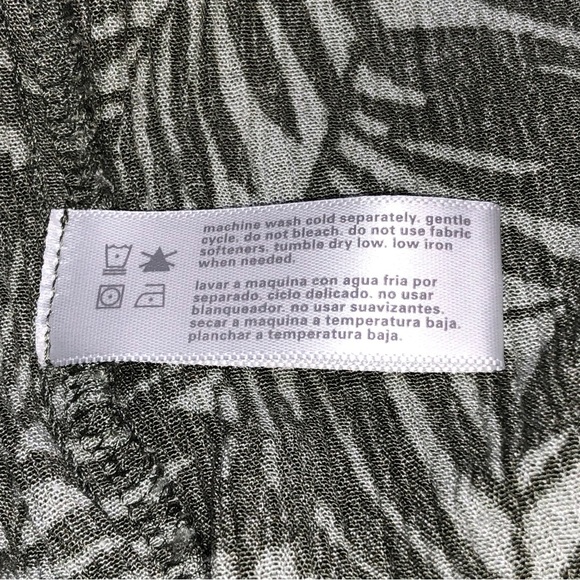 machine wash cold separately. gentle
cycle. do not bleach. do not use fabric
softeners. tumble dry low. low iron
when needed.
lavar a maquina con agua fria por
separado. ciclo delicado. no usar
blanqueador. no usar suavizantes.
secar a maquina a temperatura baja.
planchar a temperatura baja.